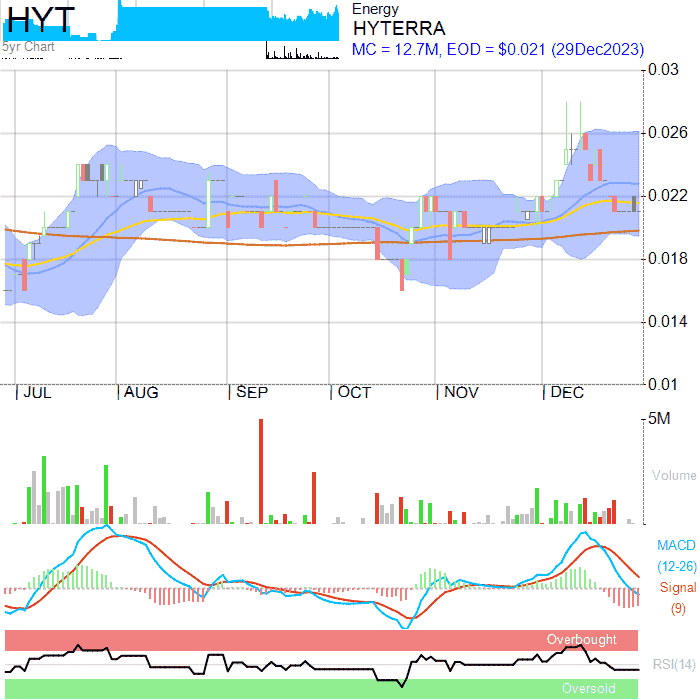 HYT
5yr Chart
Energy
HYTERRA
MC = 12.7M, EOD = $0.021 (29Dec2023)
0.03
0.026
0.022
0.018
0.014
0.01
JUL AUG SEP OCT NOV DEC
5M
Volume
MACD
(12-26)
Signal
(9)
Overbought
RSI(14)
Oversold